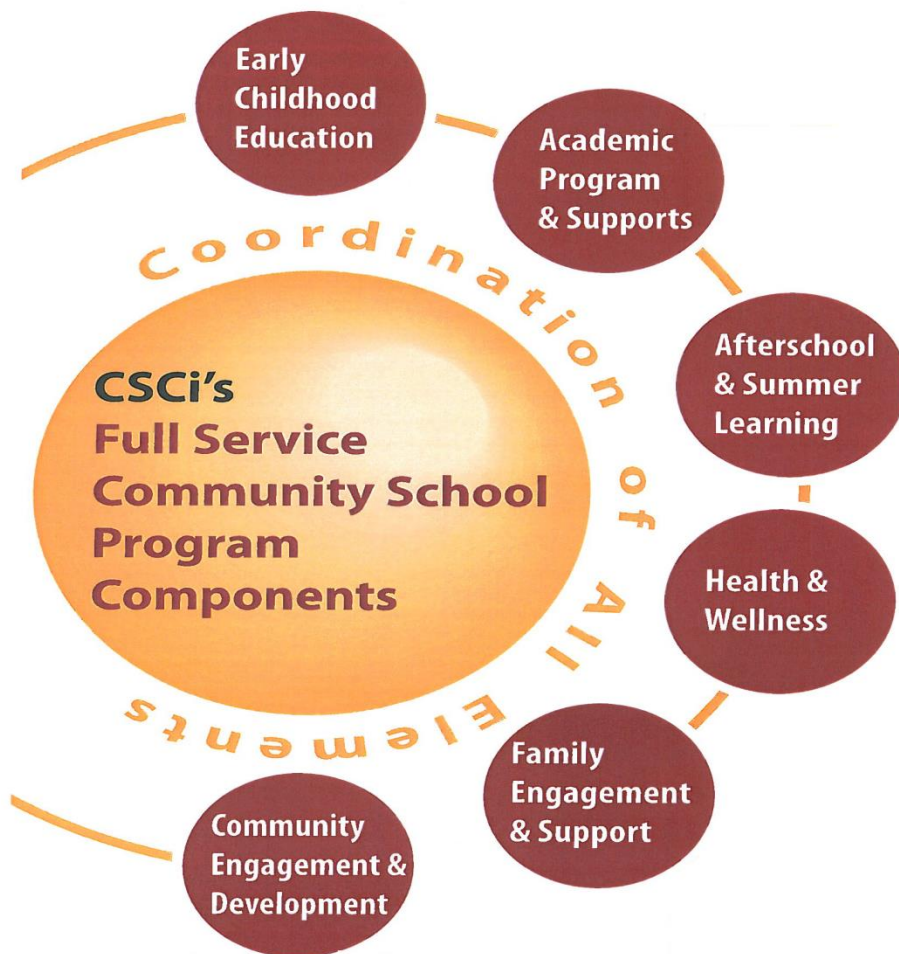 Early
Childhood
Education
Academic
Program
& Supports
Coordination of All Elements
Afterschool
& Summer
Learning
CSCi's
Full Service
Community School
Program
Components
Health &
Wellness
Family
Engagement
& Support
Community
Engagement &
Development